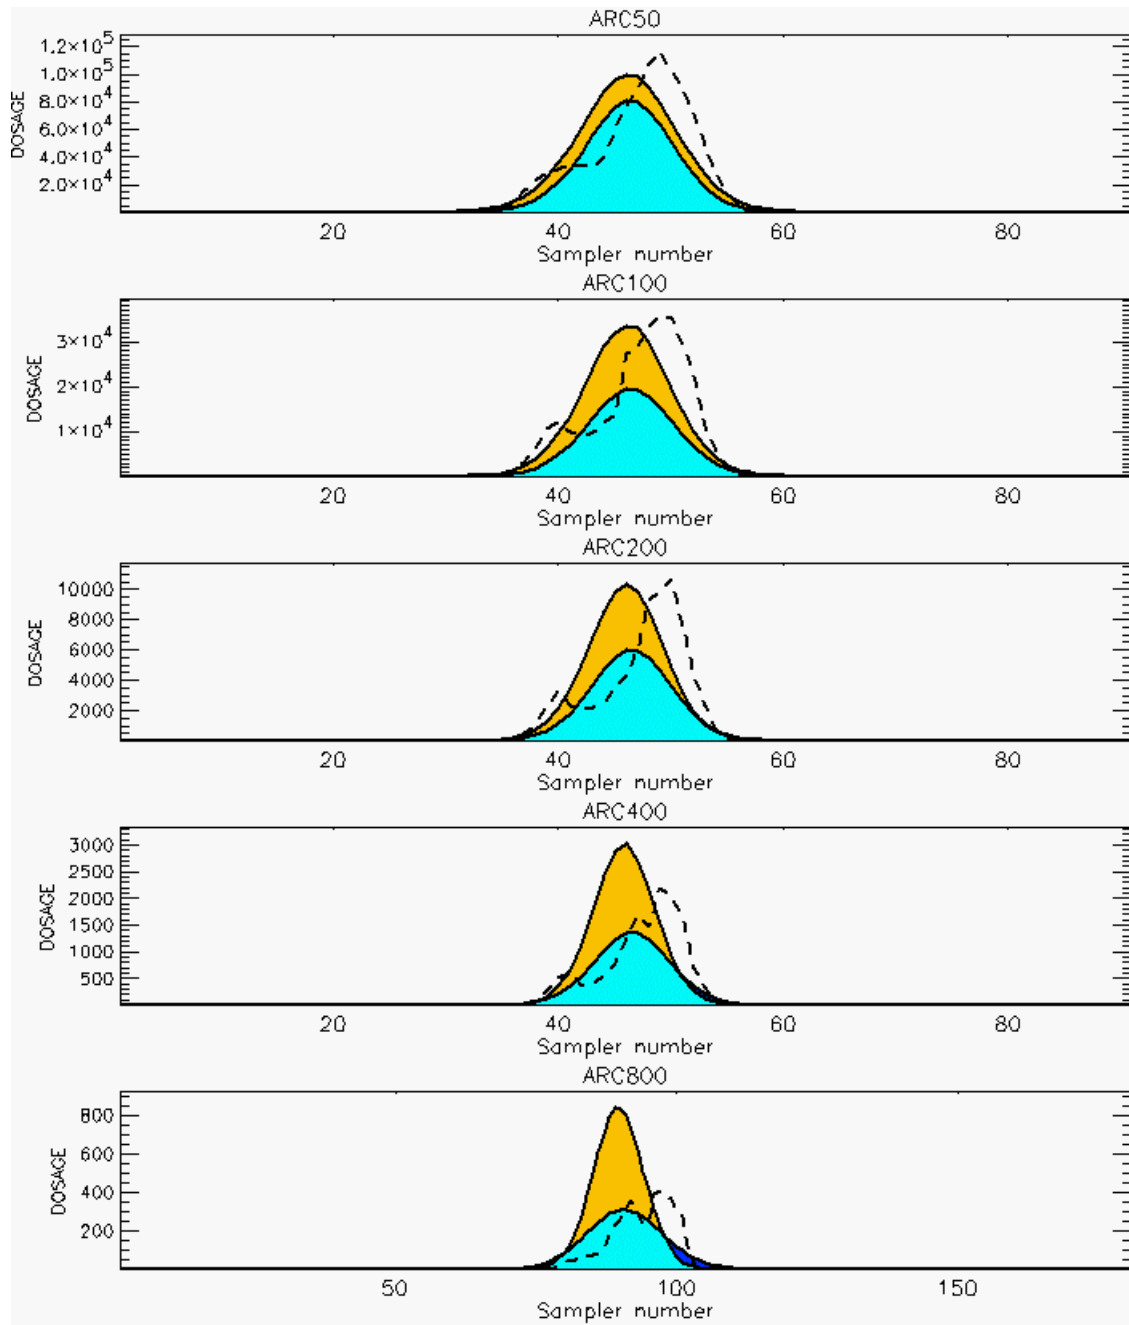 ARC50
1.2×10^5
1.0×10^5
8.0×10^4
6.0×10^4
4.0×10^4
2.0×10^4
DOSAGE
20 40 60 80
Sampler number
ARC100
3×10^4
2×10^4
1×10^4
DOSAGE
20 40 60 80
Sampler number
ARC200
10000
8000
6000
4000
2000
DOSAGE
20 40 60 80
Sampler number
ARC400
3000
2500
2000
1500
1000
500
DOSAGE
20 40 60 80
Sampler number
ARC800
800
600
400
200
DOSAGE
50 100 150
Sampler number